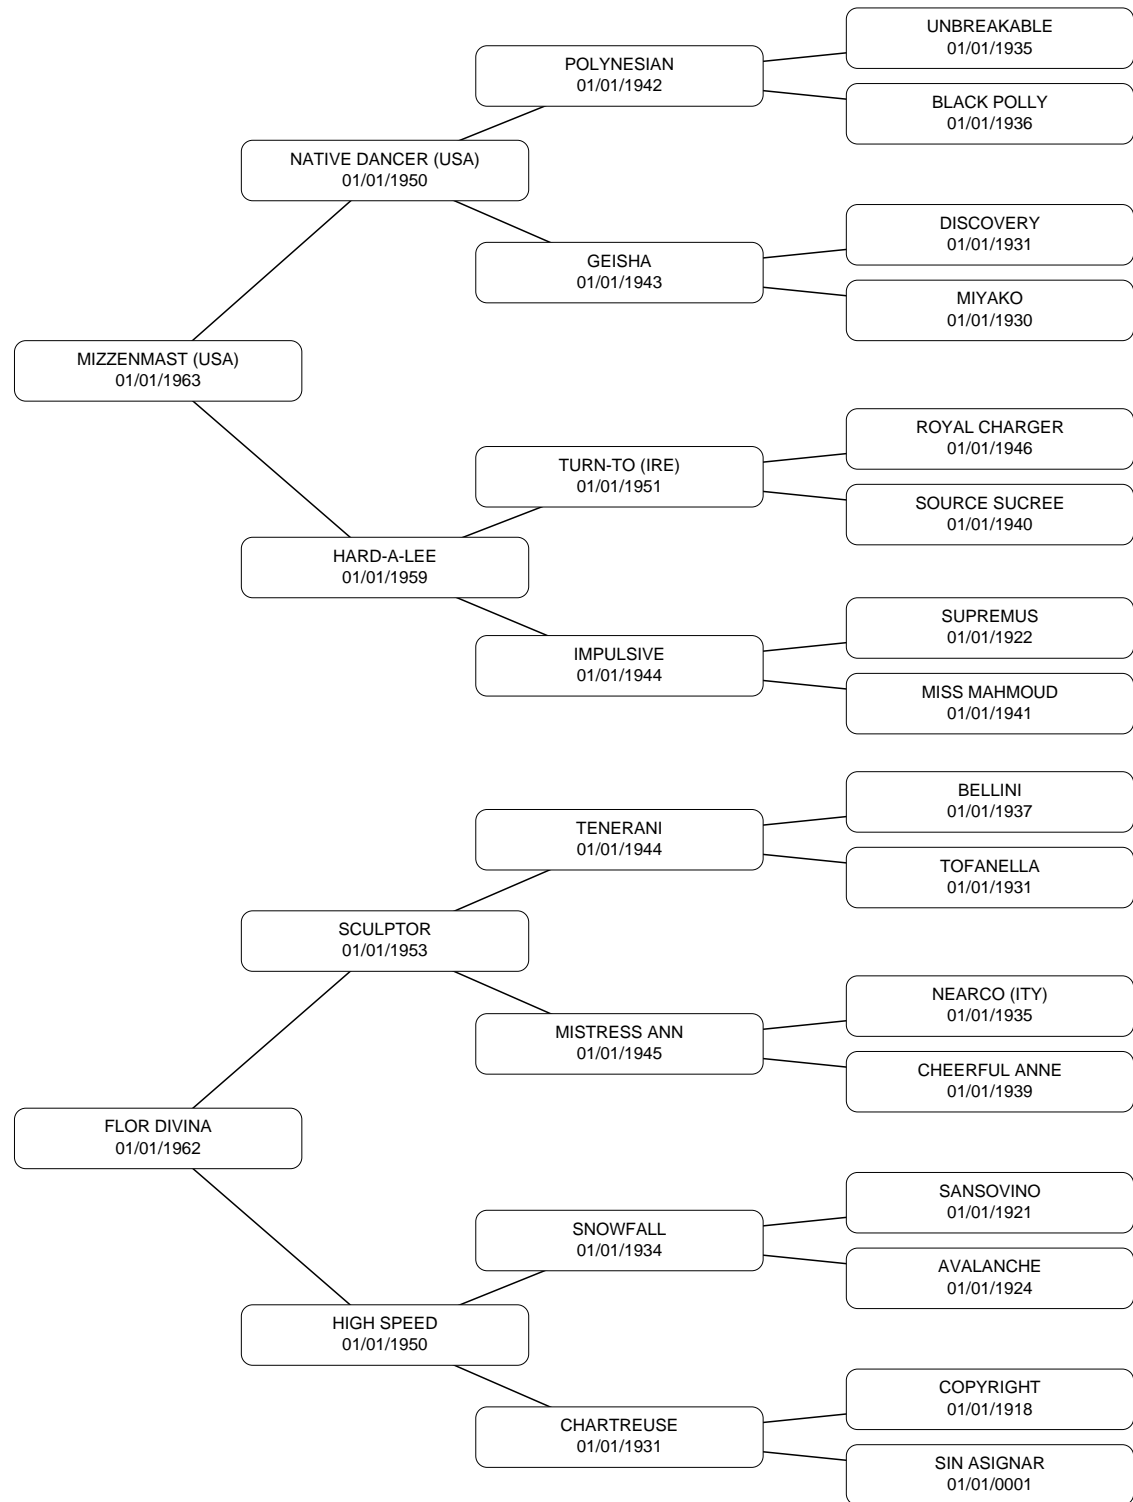 UNBREAKABLE
01/01/1935
POLYNESIAN
01/01/1942
BLACK POLLY
01/01/1936
NATIVE DANCER (USA)
01/01/1950
DISCOVERY
01/01/1931
GEISHA
01/01/1943
MIYAKO
01/01/1930
MIZZENMAST (USA)
01/01/1963
ROYAL CHARGER
01/01/1946
TURN-TO (IRE)
01/01/1951
SOURCE SUCREE
01/01/1940
HARD-A-LEE
01/01/1959
SUPREMUS
01/01/1922
IMPULSIVE
01/01/1944
MISS MAHMOUD
01/01/1941
BELLINI
01/01/1937
TENERANI
01/01/1944
TOFANELLA
01/01/1931
SCULPTOR
01/01/1953
NEARCO (ITY)
01/01/1935
MISTRESS ANN
01/01/1945
CHEERFUL ANNE
01/01/1939
FLOR DIVINA
01/01/1962
SANSOVINO
01/01/1921
SNOWFALL
01/01/1934
AVALANCHE
01/01/1924
HIGH SPEED
01/01/1950
COPYRIGHT
01/01/1918
CHARTREUSE
01/01/1931
SIN ASIGNAR
01/01/0001